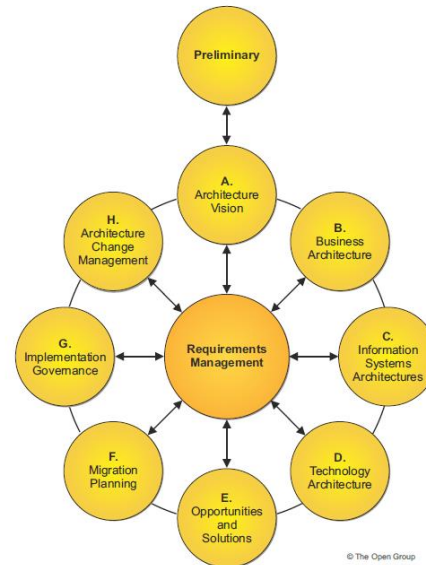 Preliminary
A.
Architecture
Vision
H.
Architecture
Change
Management
B.
Business
Architecture
G.
Implementation
Governance
Requirements
Management
C.
Information
Systems
Architectures
F.
Migration
Planning
D.
Technology
Architecture
E.
Opportunities
and
Solutions
© The Open Group